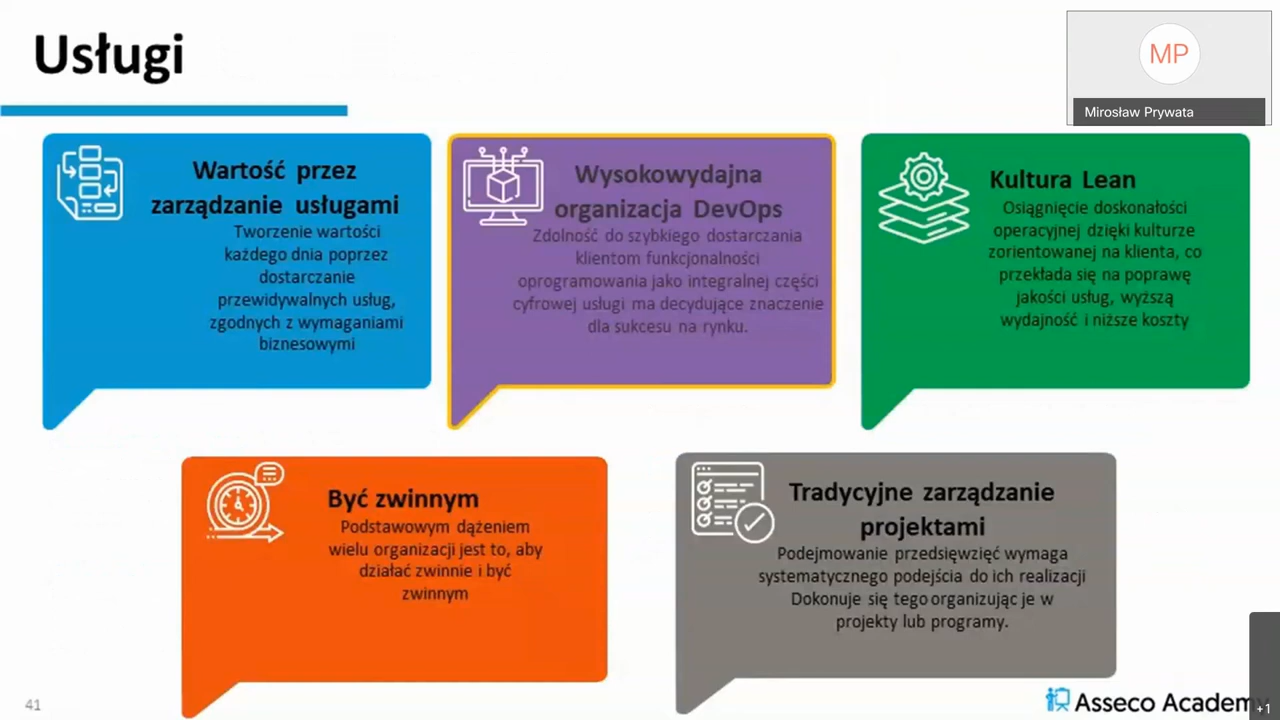 Usługi
MP
Mirosław Prywata
Wartość przez
zarządzanie usługami
Tworzenie wartości
każdego dnia poprzez
dostarczanie
przewidywalnych usług,
zgodnych z wymaganiami
biznesowymi
Wysokowydajna
organizacja DevOps
Zdolność do szybkiego dostarczania
klientom funkcjonalności
oprogramowania jako integralnej części
cyfrowej usługi ma decydujące znaczenie
dla sukcesu na rynku.
Kultura Lean
Osiągnięcie doskonałości
operacyjnej dzięki kulturze
zorientowanej na klienta, co
przekłada się na poprawę
jakości usług, wyższą
wydajność i niższe koszty
Być zwinnym
Podstawowym dążeniem
wielu organizacji jest to, aby
działać zwinnie i być
zwinnym
Tradycyjne zarządzanie
projektami
Podejmowanie przedsięwzięć wymaga
systematycznego podejścia do ich realizacji
Dokonuje się tego organizując je w
projekty lub programy.
41
Asseco Academy
+1